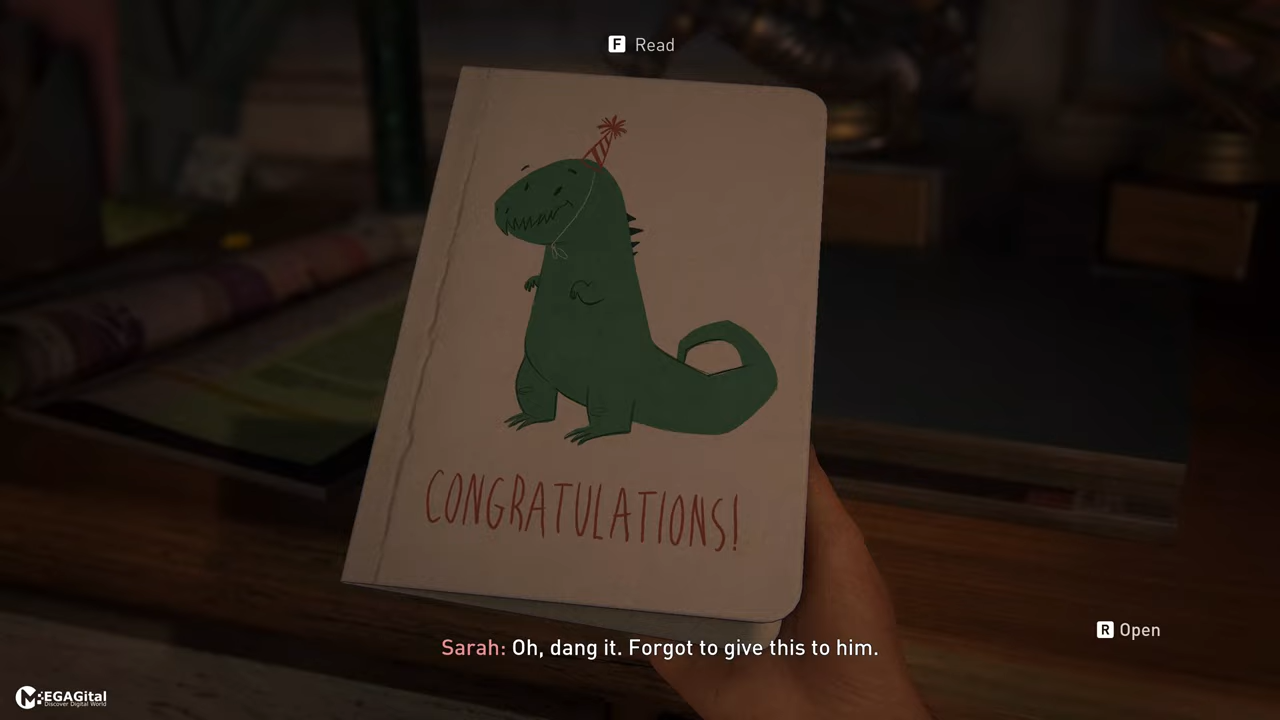 F Read
CONGRATULATIONS!
R Open
Sarah: Oh, dang it. Forgot to give this to him.
MEGAGital
Discover Digital World